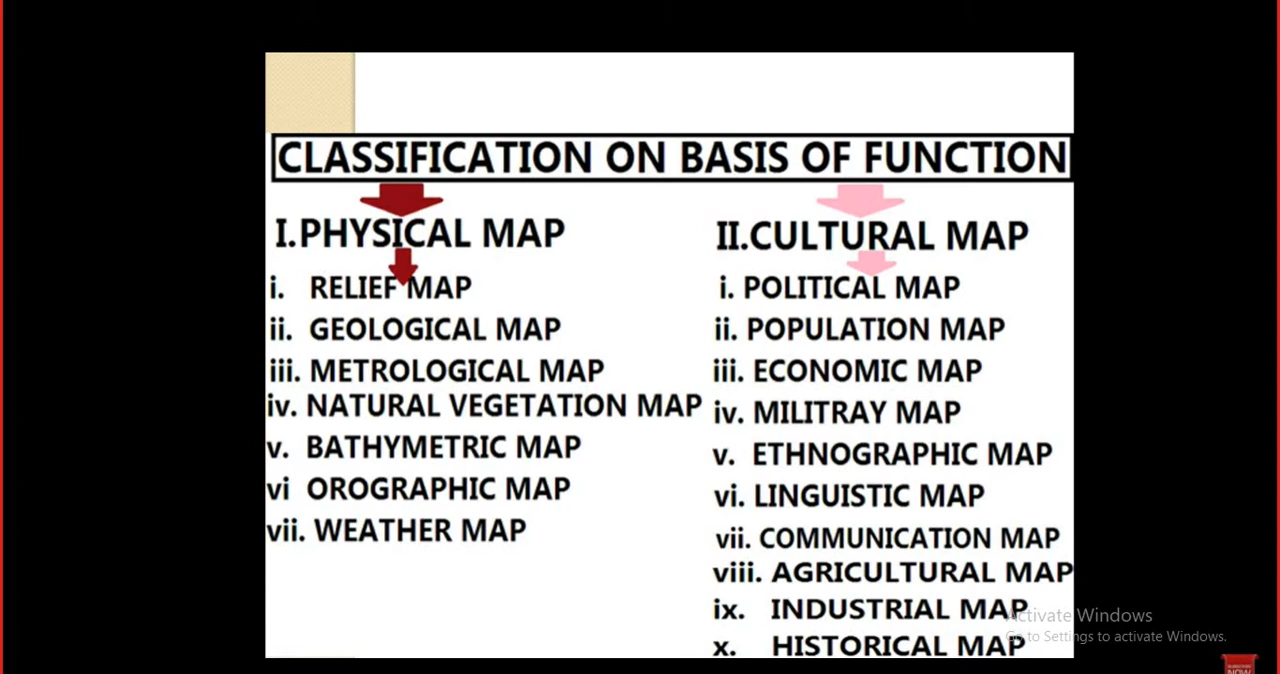 CLASSIFICATION ON BASIS OF FUNCTION
I.PHYSICAL MAP
i. RELIEF MAP
ii. GEOLOGICAL MAP
iii. METROLOGICAL MAP
iv. NATURAL VEGETATION MAP
v. BATHYMETRIC MAP
vi OROGRAPHIC MAP
vii. WEATHER MAP
II.CULTURAL MAP
i. POLITICAL MAP
ii. POPULATION MAP
iii. ECONOMIC MAP
iv. MILITRAY MAP
v. ETHNOGRAPHIC MAP
vi. LINGUISTIC MAP
vii. COMMUNICATION MAP
viii. AGRICULTURAL MAP
ix. INDUSTRIAL MAP
x. HISTORICAL MAP
Activate Windows
Go to Settings to activate Windows.
SUBSCRIBE
NOW